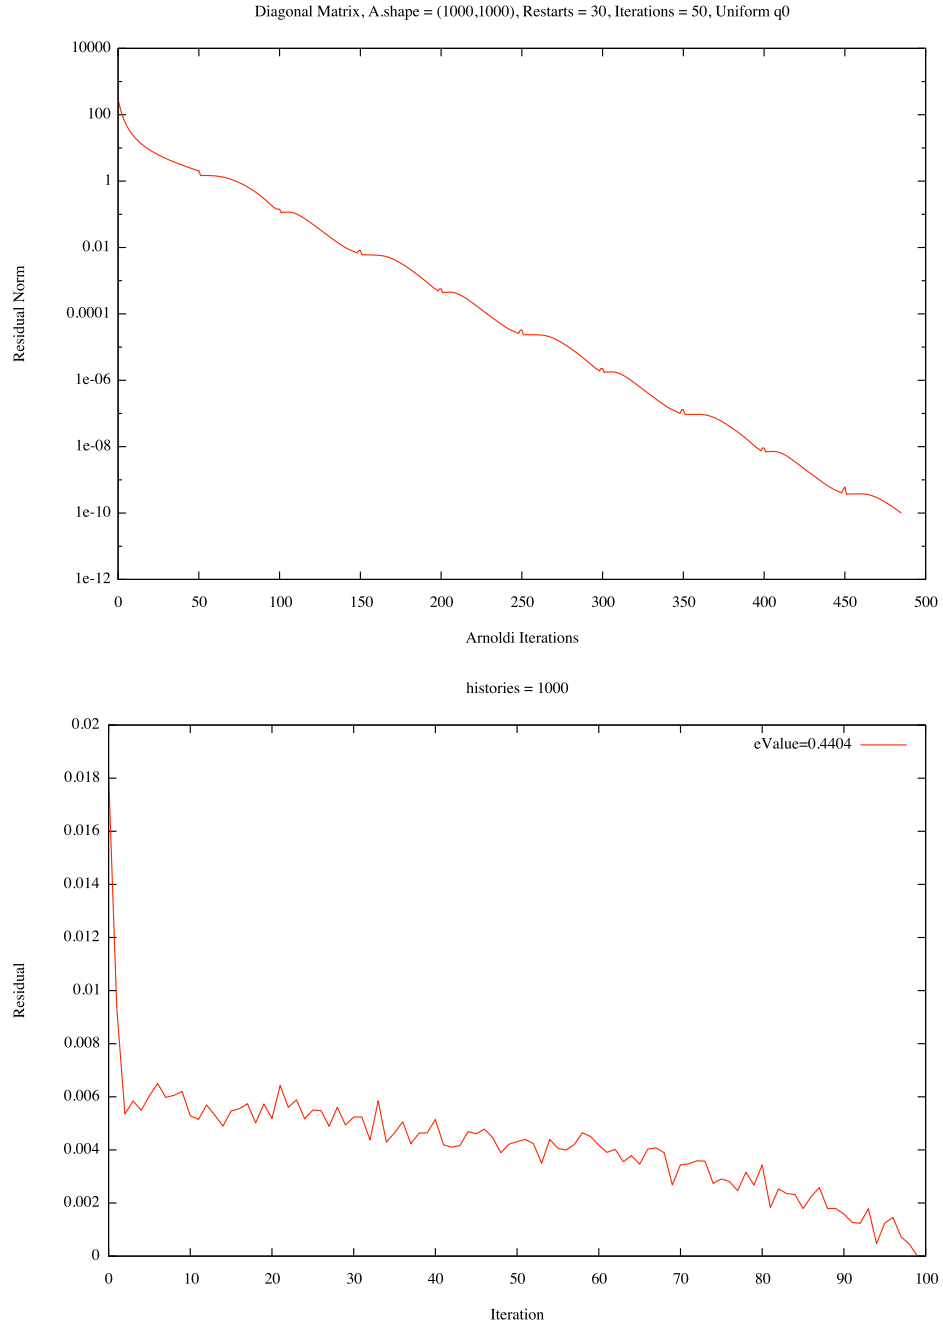 Diagonal Matrix, A.shape = (1000,1000), Restarts = 30, Iterations = 50, Uniform q0
10000
100
1
0.01
0.0001
1e-06
1e-08
1e-10
1e-12
Residual Norm
0 50 100 150 200 250 300 350 400 450 500
Arnoldi Iterations
histories = 1000
eValue=0.4404
0.02
0.018
0.016
0.014
0.012
0.01
0.008
0.006
0.004
0.002
0
Residual
0 10 20 30 40 50 60 70 80 90 100
Iteration